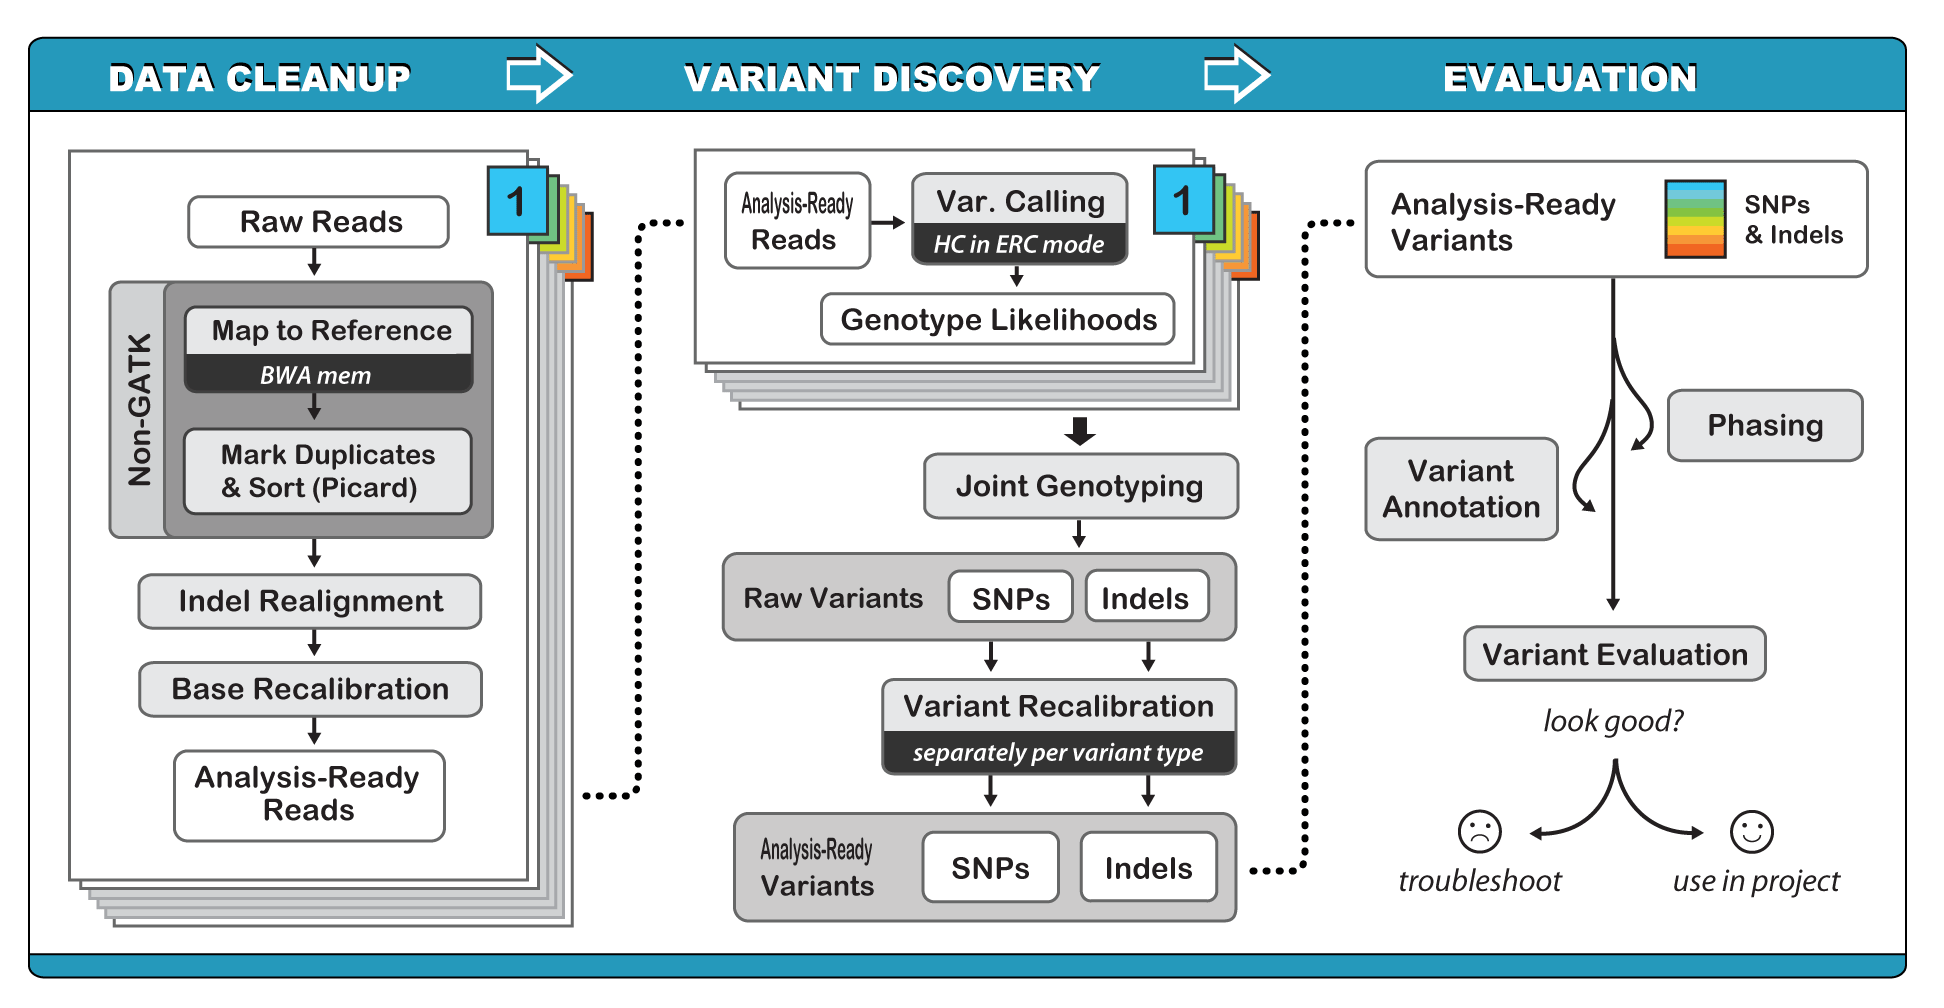 DATA CLEANUP
VARIANT DISCOVERY
EVALUATION
1
Raw Reads
Non-GATK
Map to Reference
BWA mem
Mark Duplicates
& Sort (Picard)
Indel Realignment
Base Recalibration
Analysis-Ready
Reads
1
Analysis-Ready
Reads
Var. Calling
HC in ERC mode
Genotype Likelihoods
Joint Genotyping
Raw Variants
SNPs
Indels
Variant Recalibration
separately per variant type
Analysis-Ready
Variants
SNPs
Indels
Analysis-Ready
Variants
SNPs
& Indels
Phasing
Variant
Annotation
Variant Evaluation
look good?
troubleshoot
use in project